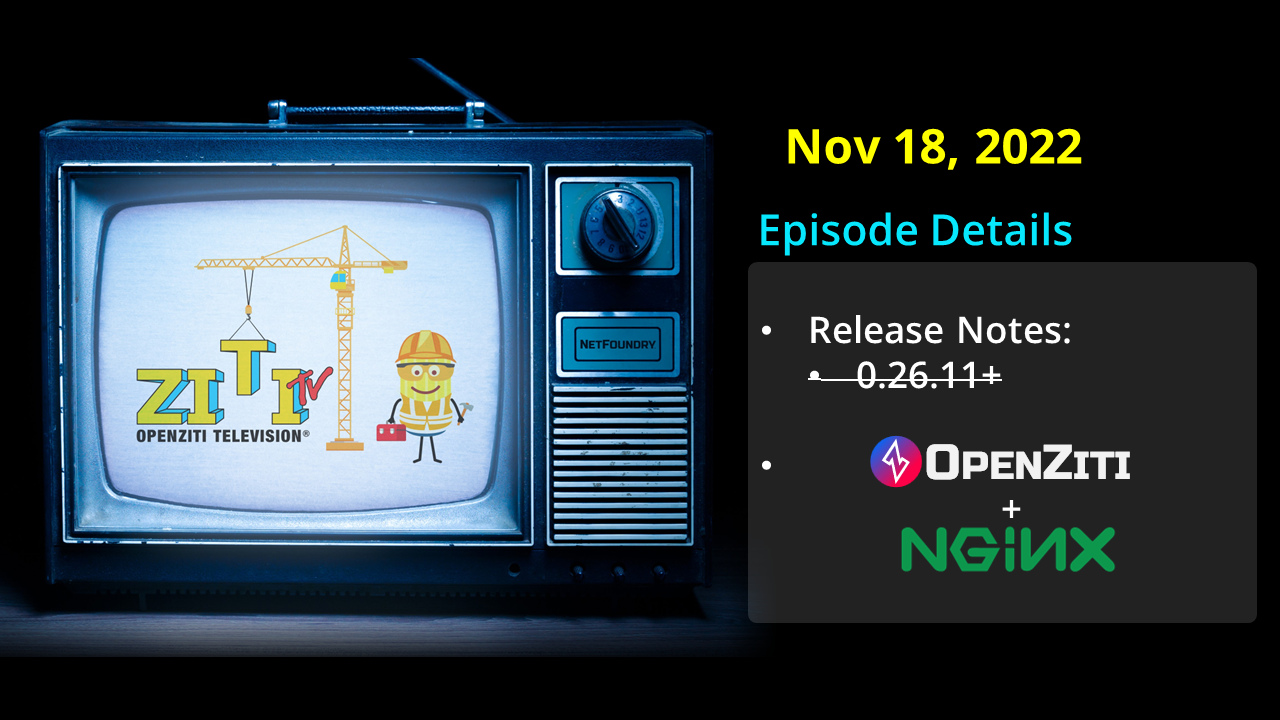 Nov 18, 2022
Episode Details
• Release Notes:
• 0.26.11+
• OPENZITI
+
NGiNX
ZITI TV
OPENZITI TELEVISION®
NETFOUNDRY